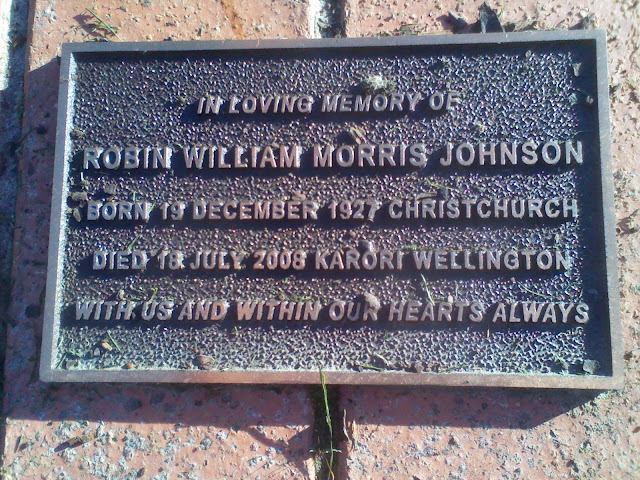 IN LOVING MEMORY OF
ROBIN WILLIAM MORRIS JOHNSON
BORN 19 DECEMBER 1927 CHRISTCHURCH
DIED 18 JULY 2008 KARORI WELLINGTON
WITH US AND WITHIN OUR HEARTS ALWAYS